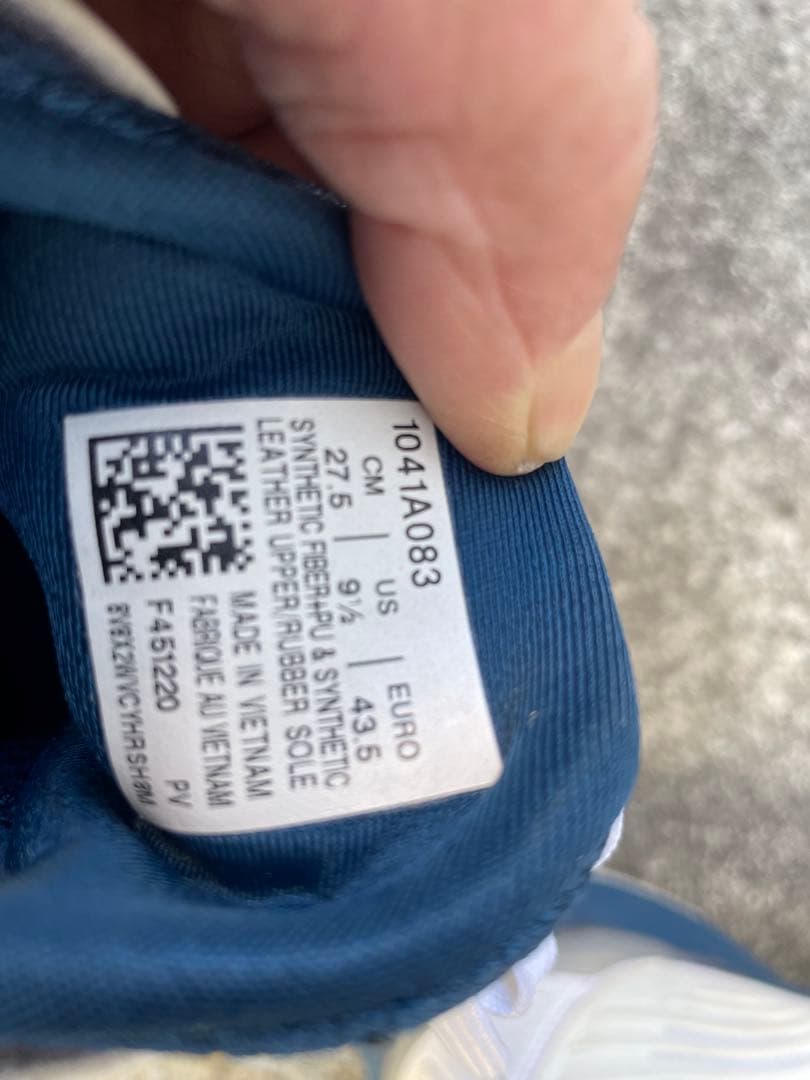 1041A083
CM | US | EURO
27.5 | 9½ | 43.5
SYNTHETIC FIBER+PU & SYNTHETIC
LEATHER UPPER/RUBBER SOLE
MADE IN VIETNAM
FABRIQUE AU VIETNAM
F451220 PV